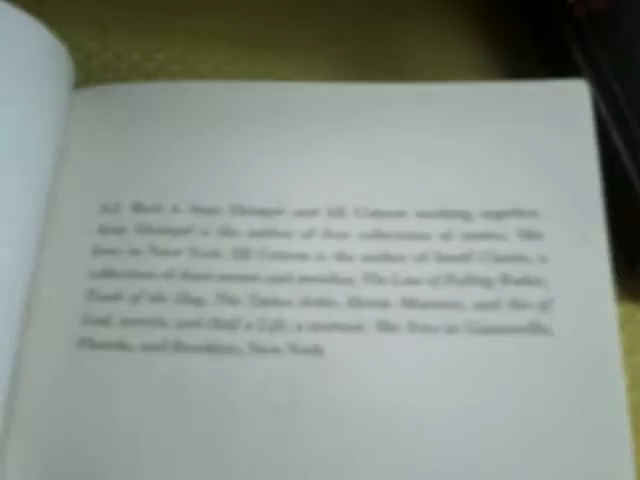 A.J. Rich is Amy Hempel and Jill Ciment working together.
Amy Hempel is the author of four collections of stories. She
lives in New York. Jill Ciment is the author of Small Claims, a
collection of short stories and novellas; The Law of Falling Bodies,
Teeth of the Dog, The Tattoo Artist, Heroic Measures, and Act of
God, novels; and Half a Life, a memoir. She lives in Gainesville,
Florida, and Brooklyn, New York.